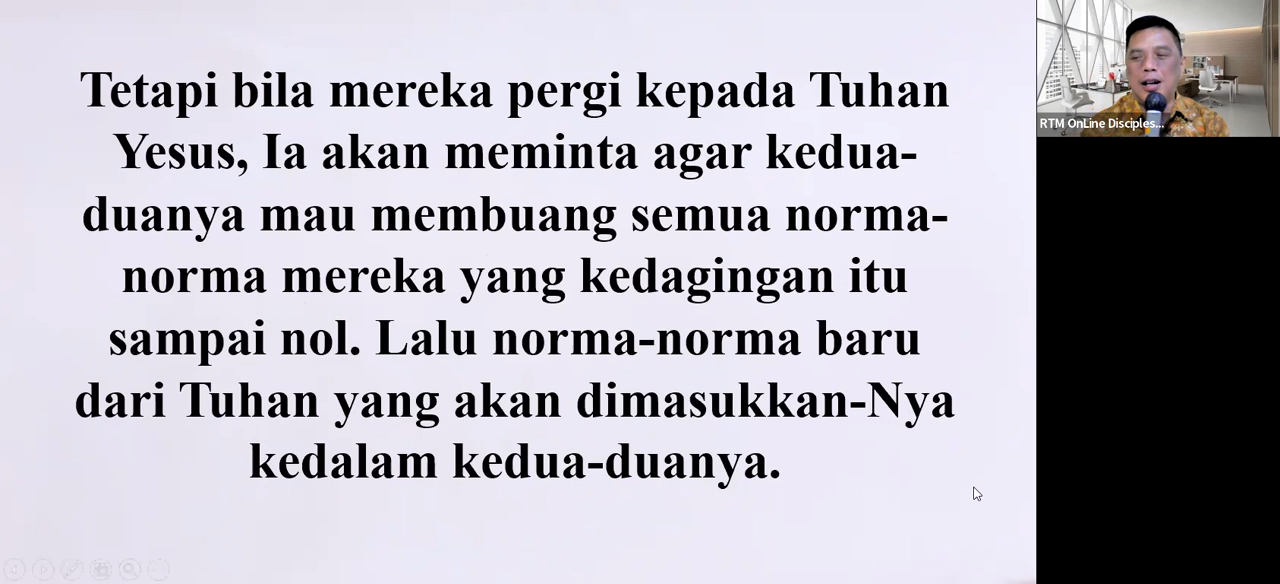 Tetapi bila mereka pergi kepada Tuhan
Yesus, Ia akan meminta agar kedua-
duanya mau membuang semua norma-
norma mereka yang kedagingan itu
sampai nol. Lalu norma-norma baru
dari Tuhan yang akan dimasukkan-Nya
kedalam kedua-duanya.
RTM OnLine Disciples...